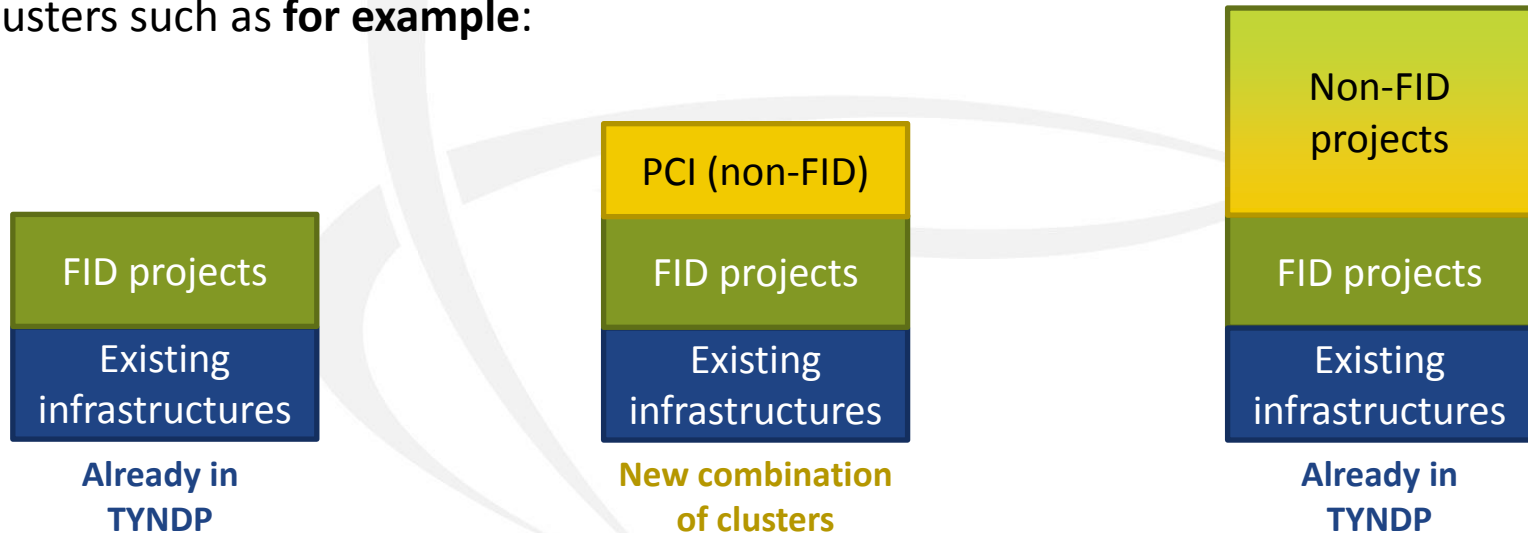 usters such as for example:
FID projects
Existing
infrastructures
Already in
TYNDP
PCI (non-FID)
FID projects
Existing
infrastructures
New combination
of clusters
Non-FID
projects
FID projects
Existing
infrastructures
Already in
TYNDP